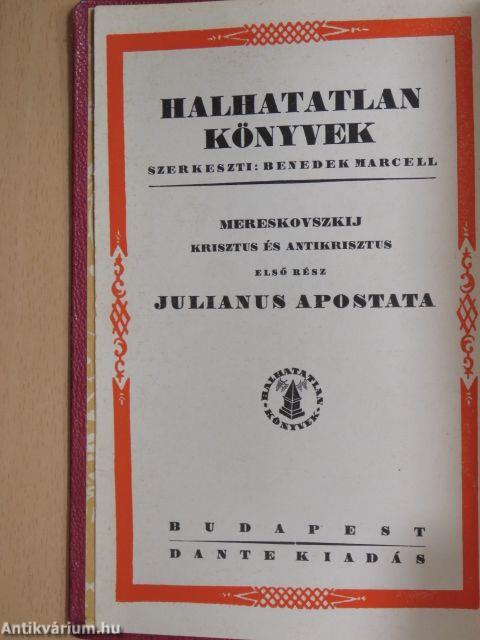 HALHATATLAN
KÖNYVEK
SZERKESZTI: BENEDEK MARCELL
MERESKOVSZKIJ
KRISZTUS ÉS ANTIKRISZTUS
ELSŐ RÉSZ
JULIANUS APOSTATA
HALHATATLAN
KÖNYVEK
BUDAPEST
DANTE KIADÁS
Antikvárium.hu